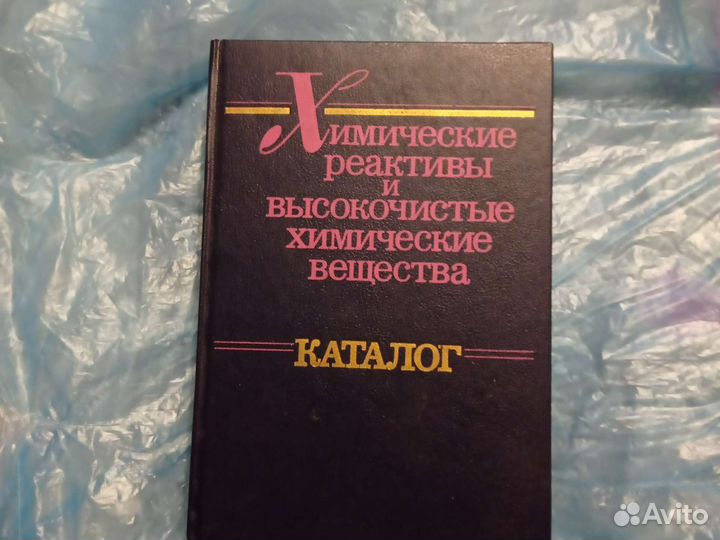 Химические
реактивы
и
высокочистые
химические
вещества
КАТАЛОГ
Avito